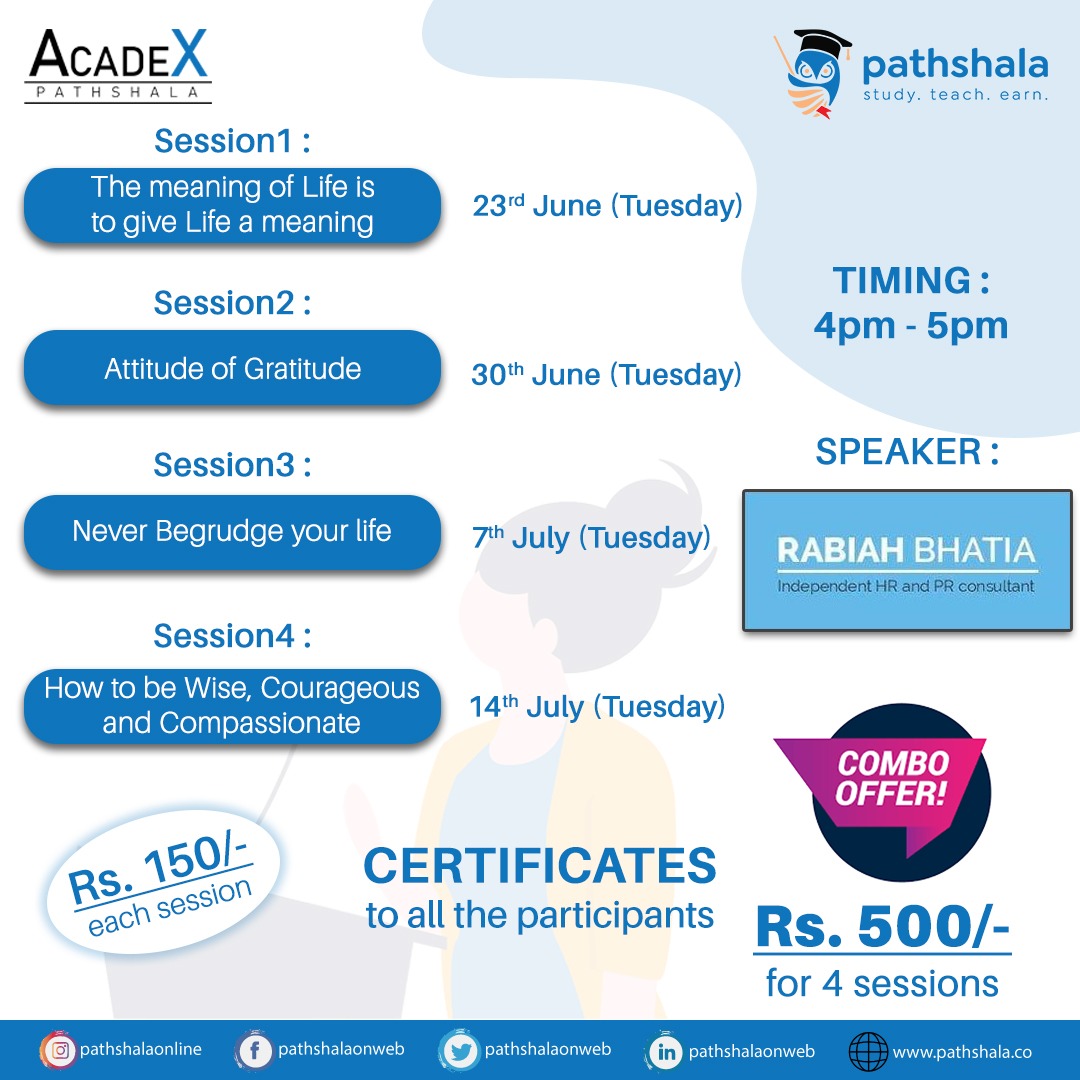 ACADEX
PATHSHALA
pathshala
study. teach. earn.
Session1 :
The meaning of Life is
to give Life a meaning
23rd June (Tuesday)
Session2 :
Attitude of Gratitude
30th June (Tuesday)
Session3 :
Never Begrudge your life
7th July (Tuesday)
Session4 :
How to be Wise, Courageous
and Compassionate
14th July (Tuesday)
TIMING :
4pm - 5pm
SPEAKER :
RABIAH BHATIA
Independent HR and PR consultant
COMBO
OFFER!
Rs. 500/-
for 4 sessions
Rs. 150/-
each session
CERTIFICATES
to all the participants
pathshalaonline
pathshalaonweb
pathshalaonweb
pathshalaonweb
www.pathshala.co